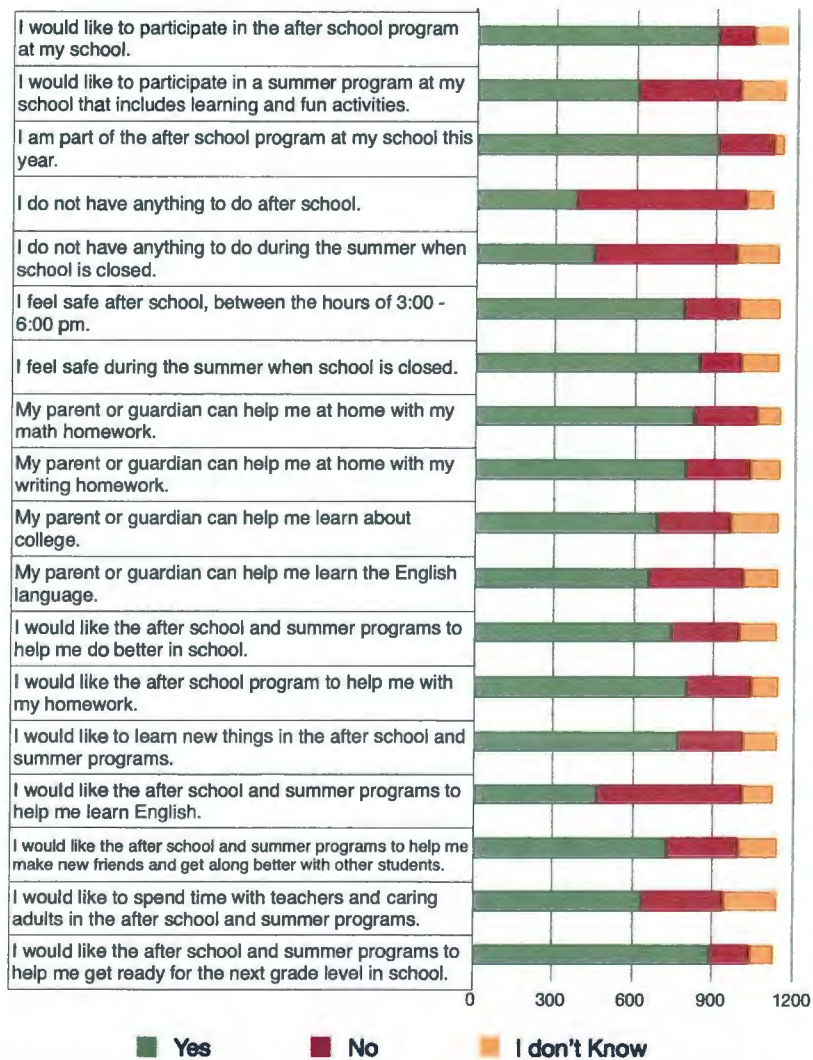 I would like to participate in the after school program
at my school.
I would like to participate in a summer program at my
school that includes learning and fun activities.
I am part of the after school program at my school this
year.
I do not have anything to do after school.
I do not have anything to do during the summer when
school is closed.
I feel safe after school, between the hours of 3:00 -
6:00 pm.
I feel safe during the summer when school is closed.
My parent or guardian can help me at home with my
math homework.
My parent or guardian can help me at home with my
writing homework.
My parent or guardian can help me learn about
college.
My parent or guardian can help me learn the English
language.
I would like the after school and summer programs to
help me do better in school.
I would like the after school program to help me with
my homework.
I would like to learn new things in the after school and
summer programs.
I would like the after school and summer programs to
help me learn English.
I would like the after school and summer programs to help me
make new friends and get along better with other students.
I would like to spend time with teachers and caring
adults in the after school and summer programs.
I would like the after school and summer programs to
help me get ready for the next grade level in school.
0 300 600 900 1200
Yes No I don't Know